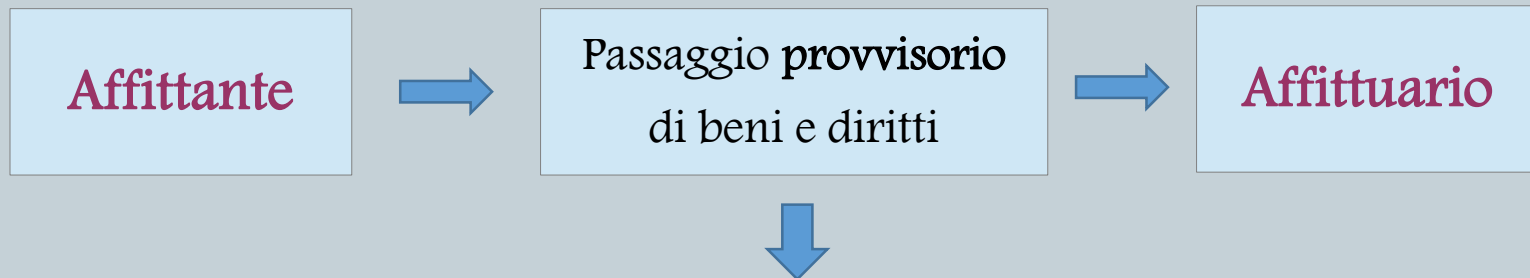 Affittante
Passaggio provvisorio
di beni e diritti
Affittuario